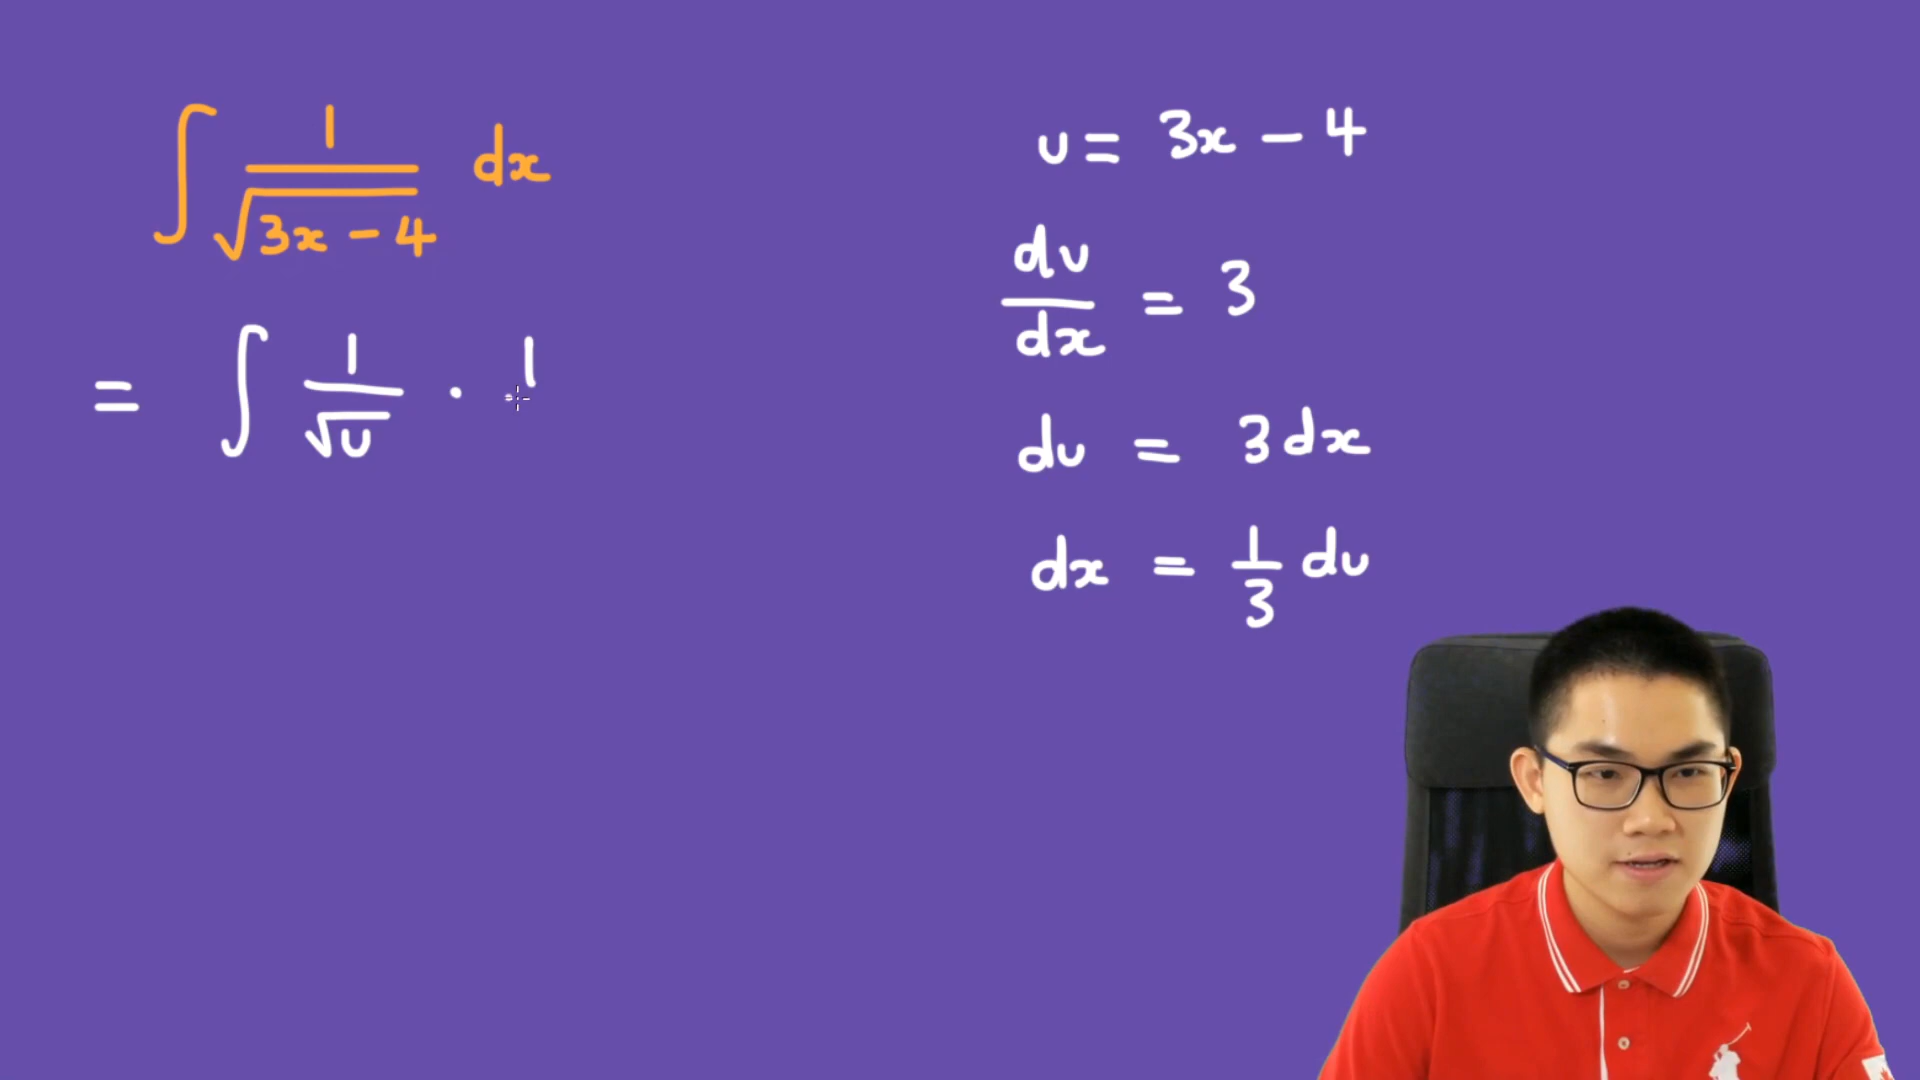 ∫ 1/√(3x − 4) dx
= ∫ 1/√u · 1
u = 3x − 4
du/dx = 3
du = 3dx
dx = 1/3 du